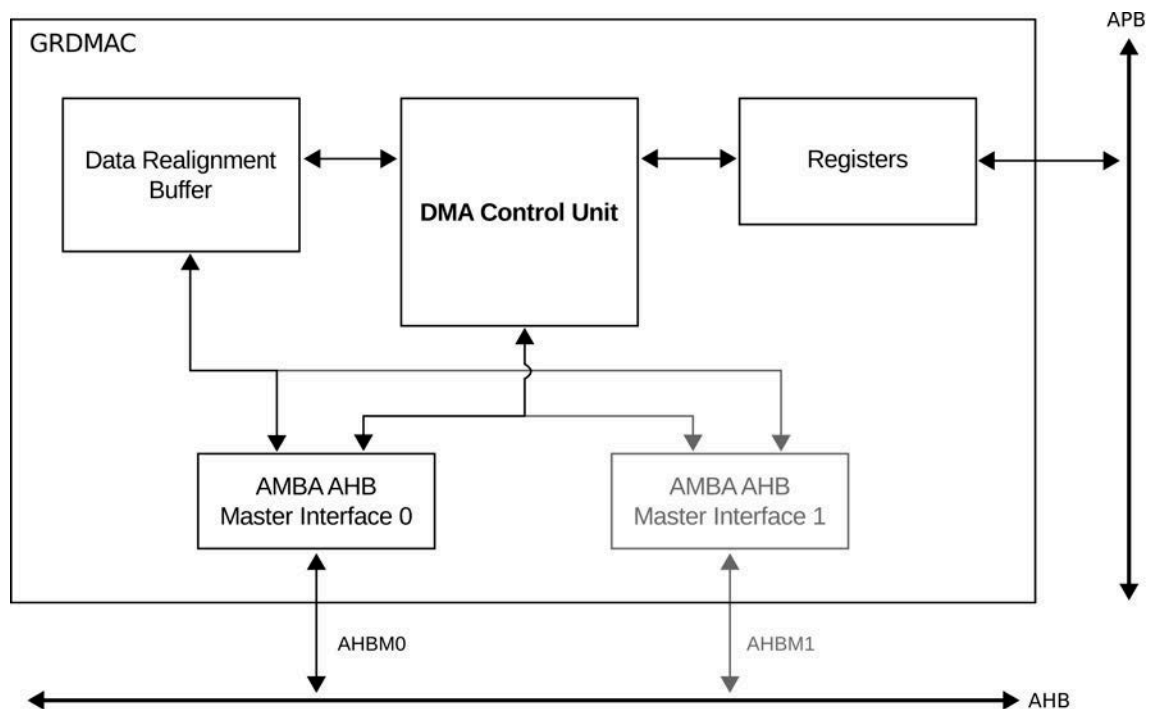 APB
GRDMAC
Data Realignment
Buffer
DMA Control Unit
Registers
AMBA AHB
Master Interface 0
AMBA AHB
Master Interface 1
AHBM0
AHBM1
AHB